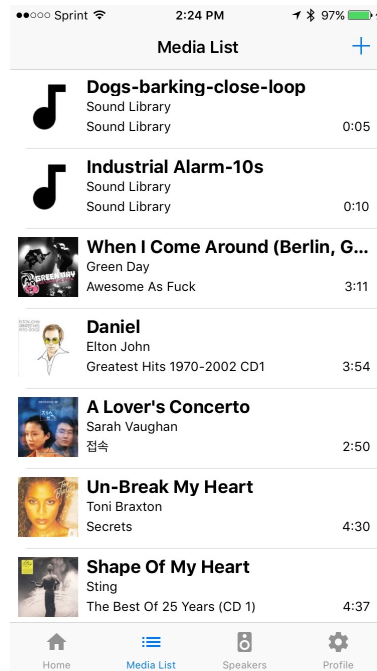 Sprint 2:24 PM 97%
Media List +
Dogs-barking-close-loop
Sound Library
Sound Library 0:05
Industrial Alarm-10s
Sound Library
Sound Library 0:10
When I Come Around (Berlin, G...
Green Day
Awesome As Fuck 3:11
GREEN DAY
Daniel
Elton John
Greatest Hits 1970-2002 CD1 3:54
A Lover's Concerto
Sarah Vaughan
접속 2:50
Un-Break My Heart
Toni Braxton
Secrets 4:30
Shape Of My Heart
Sting
The Best Of 25 Years (CD 1) 4:37
Home Media List Speakers Profile